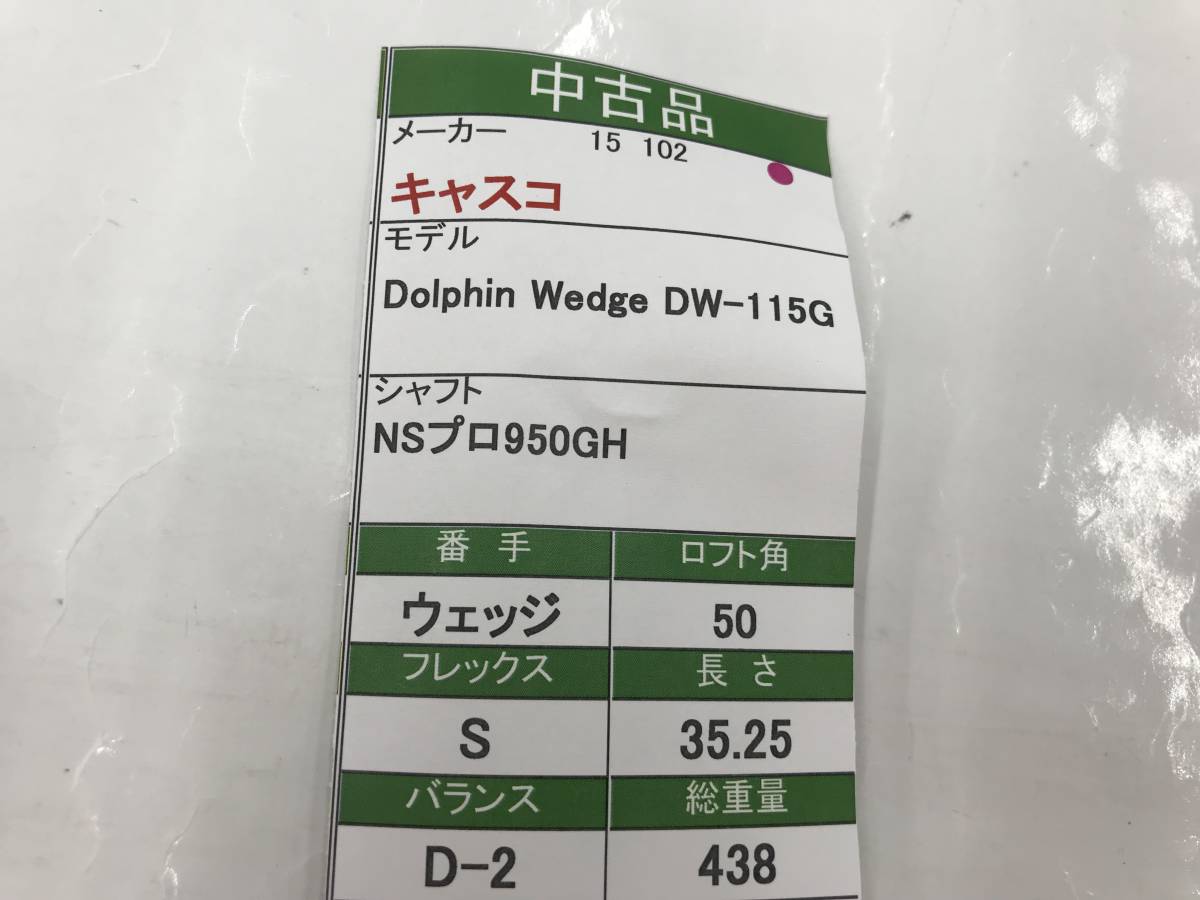 中古品
メーカー 15 102
キャスコ
モデル
Dolphin Wedge DW-115G
シャフト
NSプロ950GH
番手 ロフト角
ウェッジ 50
フレックス 長さ
S 35.25
バランス 総重量
D-2 438